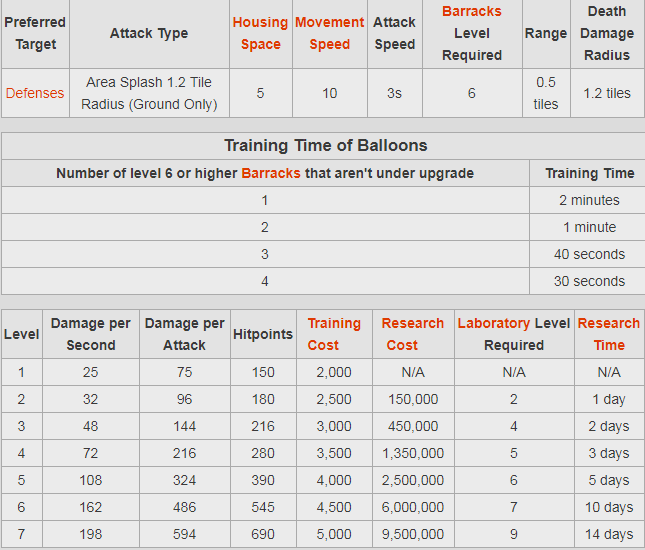 Preferred Target Attack Type Housing Space Movement Speed Attack Speed Barracks Level Required Range Death Damage Radius
Defenses Area Splash 1.2 Tile Radius (Ground Only) 5 10 3s 6 0.5 tiles 1.2 tiles
Training Time of Balloons
Number of level 6 or higher Barracks that aren't under upgrade Training Time
1 2 minutes
2 1 minute
3 40 seconds
4 30 seconds
Level Damage per Second Damage per Attack Hitpoints Training Cost Research Cost Laboratory Level Required Research Time
1 25 75 150 2,000 N/A N/A N/A
2 32 96 180 2,500 150,000 2 1 day
3 48 144 216 3,000 450,000 4 2 days
4 72 216 280 3,500 1,350,000 5 3 days
5 108 324 390 4,000 2,500,000 6 5 days
6 162 486 545 4,500 6,000,000 7 10 days
7 198 594 690 5,000 9,500,000 9 14 days